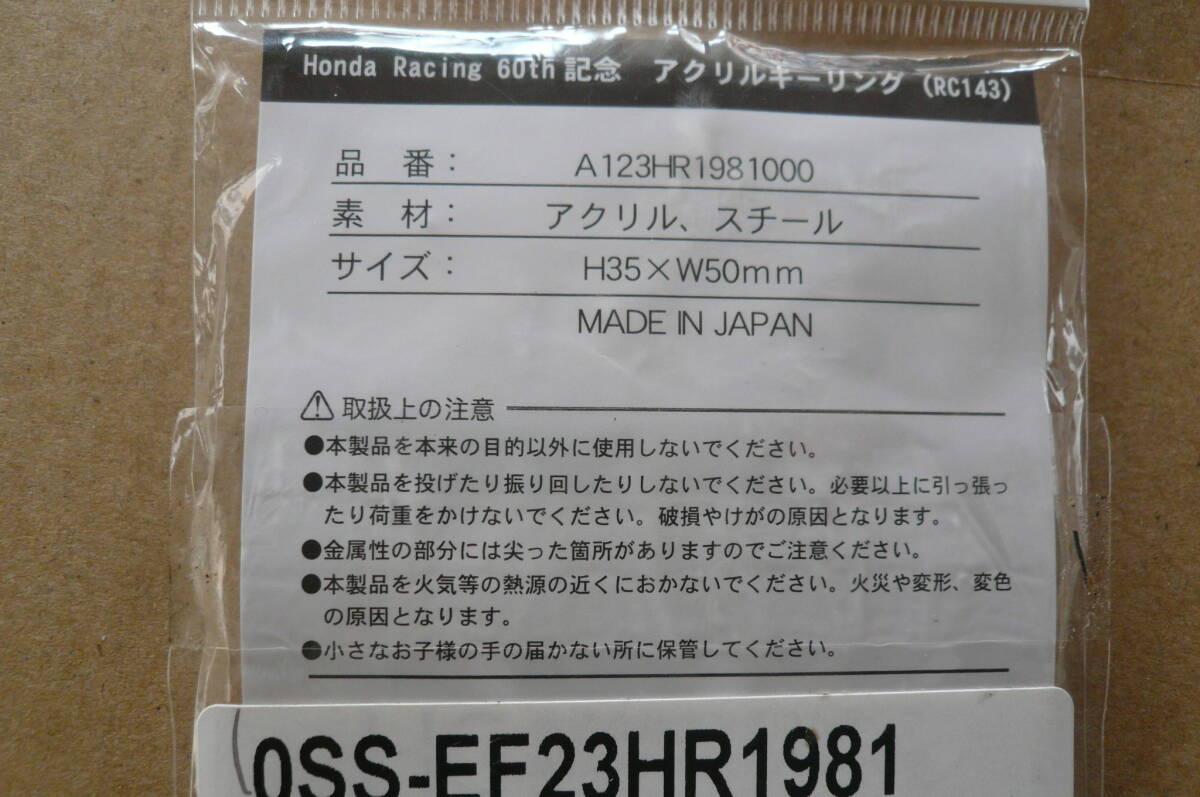 Honda Racing 60th 記念　アクリルキーリング (RC143)
品　番：　A123HR1981000
素　材：　アクリル、スチール
サイズ：　H35×W50mm
MADE IN JAPAN
⚠ 取扱上の注意
●本製品を本来の目的以外に使用しないでください。
●本製品を投げたり振り回したりしないでください。必要以上に引っ張っ
たり荷重をかけないでください。破損やけがの原因となります。
●金属性の部分には尖った箇所がありますのでご注意ください。
●本製品を火気等の熱源の近くにおかないでください。火災や変形、変色
の原因となります。
●小さなお子様の手の届かない所に保管してください。
0SS-EF23HR1981